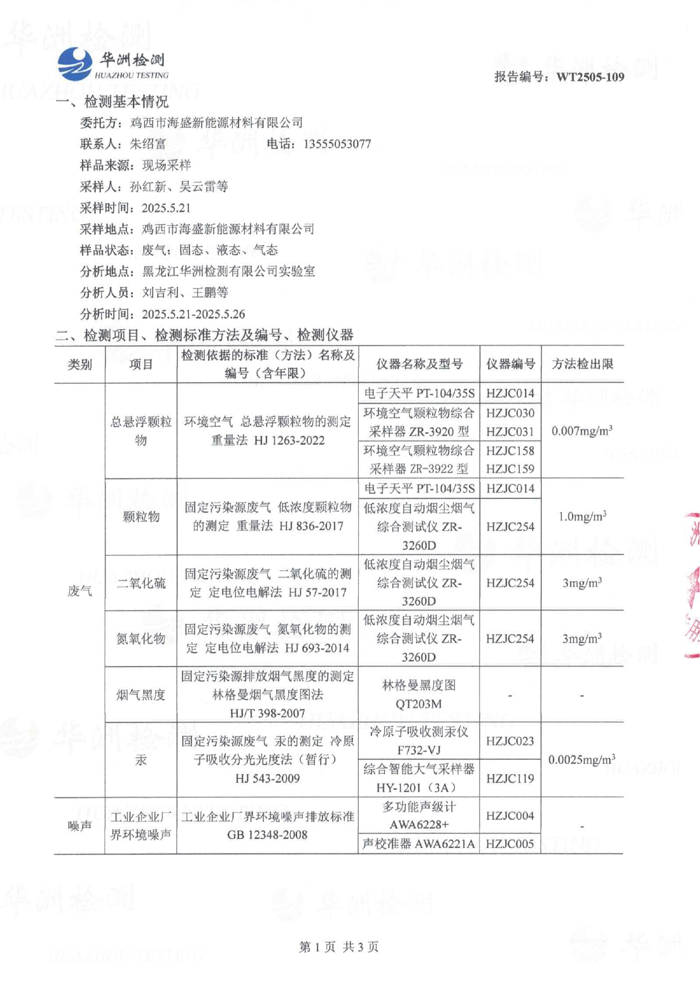 华洲检测
HUAZHOU TESTING
报告编号：WT2505-109
一、检测基本情况
委托方：鸡西市海盛新能源材料有限公司
联系人：朱绍富 电话：13555053077
样品来源：现场采样
采样人：孙红新、吴云雷等
采样时间：2025.5.21
采样地点：鸡西市海盛新能源材料有限公司
样品状态：废气：固态、液态、气态
分析地点：黑龙江华洲检测有限公司实验室
分析人员：刘吉利、王鹏等
分析时间：2025.5.21-2025.5.26
二、检测项目、检测标准方法及编号、检测仪器
类别 项目 检测依据的标准（方法）名称及编号（含年限） 仪器名称及型号 仪器编号 方法检出限
废气
总悬浮颗粒物 环境空气 总悬浮颗粒物的测定 重量法 HJ 1263-2022 电子天平 PT-104/35S HZJC014 0.007mg/m³
环境空气颗粒物综合采样器 ZR-3920 型 HZJC030 HZJC031
环境空气颗粒物综合采样器 ZR-3922 型 HZJC158 HZJC159
颗粒物 固定污染源废气 低浓度颗粒物的测定 重量法 HJ 836-2017 电子天平 PT-104/35S HZJC014 1.0mg/m³
低浓度自动烟尘烟气综合测试仪 ZR-3260D HZJC254
二氧化硫 固定污染源废气 二氧化硫的测定 定电位电解法 HJ 57-2017 低浓度自动烟尘烟气综合测试仪 ZR-3260D HZJC254 3mg/m³
氮氧化物 固定污染源废气 氮氧化物的测定 定电位电解法 HJ 693-2014 低浓度自动烟尘烟气综合测试仪 ZR-3260D HZJC254 3mg/m³
烟气黑度 固定污染源排放烟气黑度的测定 林格曼烟气黑度图法 HJ/T 398-2007 林格曼黑度图 QT203M - -
汞 固定污染源废气 汞的测定 冷原子吸收分光光度法（暂行） HJ 543-2009 冷原子吸收测汞仪 F732-VJ HZJC023 0.0025mg/m³
综合智能大气采样器 HY-1201（3A） HZJC119
噪声 工业企业厂界环境噪声 工业企业厂界环境噪声排放标准 GB 12348-2008 多功能声级计 AWA6228+ HZJC004 -
声校准器 AWA6221A HZJC005
第 1 页 共 3 页